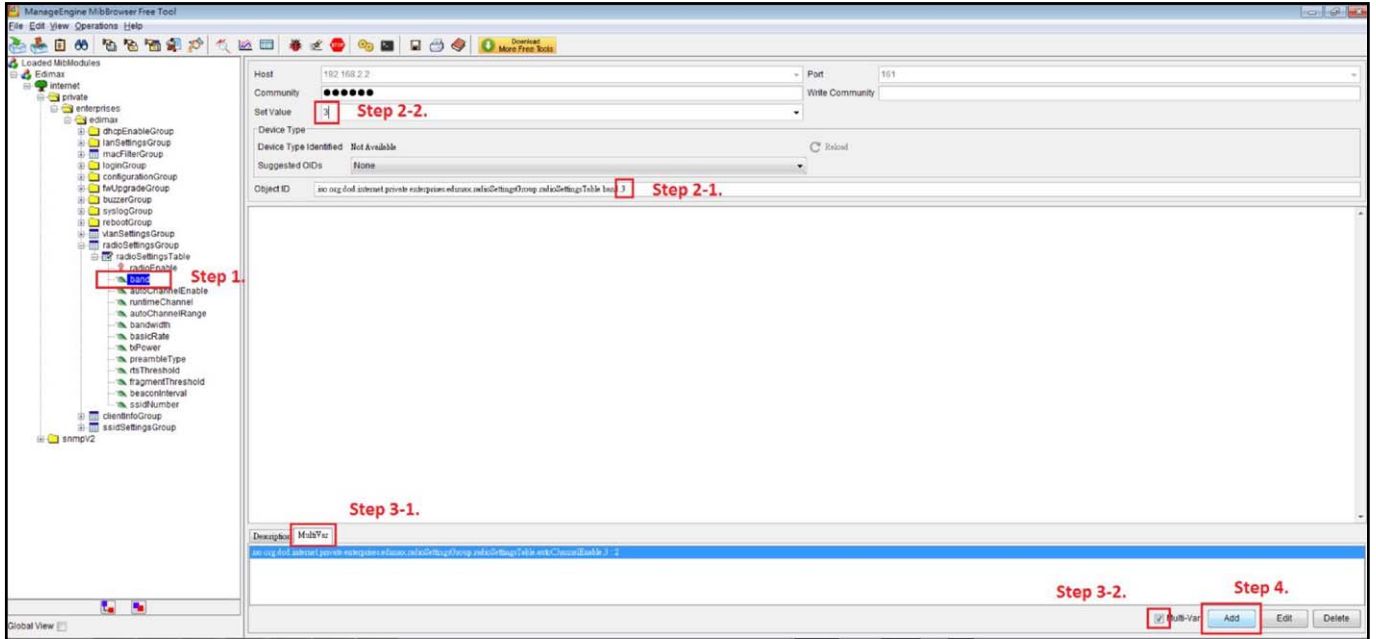 ManageEngine MibBrowser Free Tool
File Edit View Operations Help
STOP
Download
More Free Tools
Loaded MibModules
Edimax
internet
private
enterprises
edimax
dhcpEnableGroup
lanSettingsGroup
macFilterGroup
loginGroup
configurationGroup
fwUpgradeGroup
buzzerGroup
syslogGroup
rebootGroup
vlanSettingsGroup
radioSettingsGroup
radioSettingsTable
radioEnable
band
Step 1.
autoChannelEnable
runtimeChannel
autoChannelRange
bandwidth
basicRate
txPower
preambleType
rtsThreshold
fragmentThreshold
beaconInterval
ssidNumber
clientInfoGroup
ssidSettingsGroup
snmpV2
Global View
Host 192.168.2.2 Port 161
Community ●●●●●● Write Community
Set Value 3 Step 2-2.
Device Type
Device Type Identified Not Available Reload
Suggested OIDs None
Object ID .iso.org.dod.internet.private.enterprises.edimax.radioSettingsGroup.radioSettingsTable.band.3 Step 2-1.
Step 3-1.
Description MultiVar
.iso.org.dod.internet.private.enterprises.edimax.radioSettingsGroup.radioSettingsTable.autoChannelEnable.3 : 2
Step 3-2. Step 4.
Multi-Var Add Edit Delete